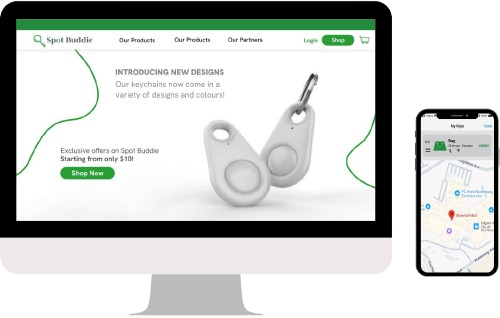 Spot Buddie
Our Products
Our Products
Our Partners
Login
Shop
INTRODUCING NEW DESIGNS
Our keychains now come in a
variety of designs and colours!
Exclusive offers on Spot Buddie
Starting from only $10!
Shop Now
My Keys
Bag